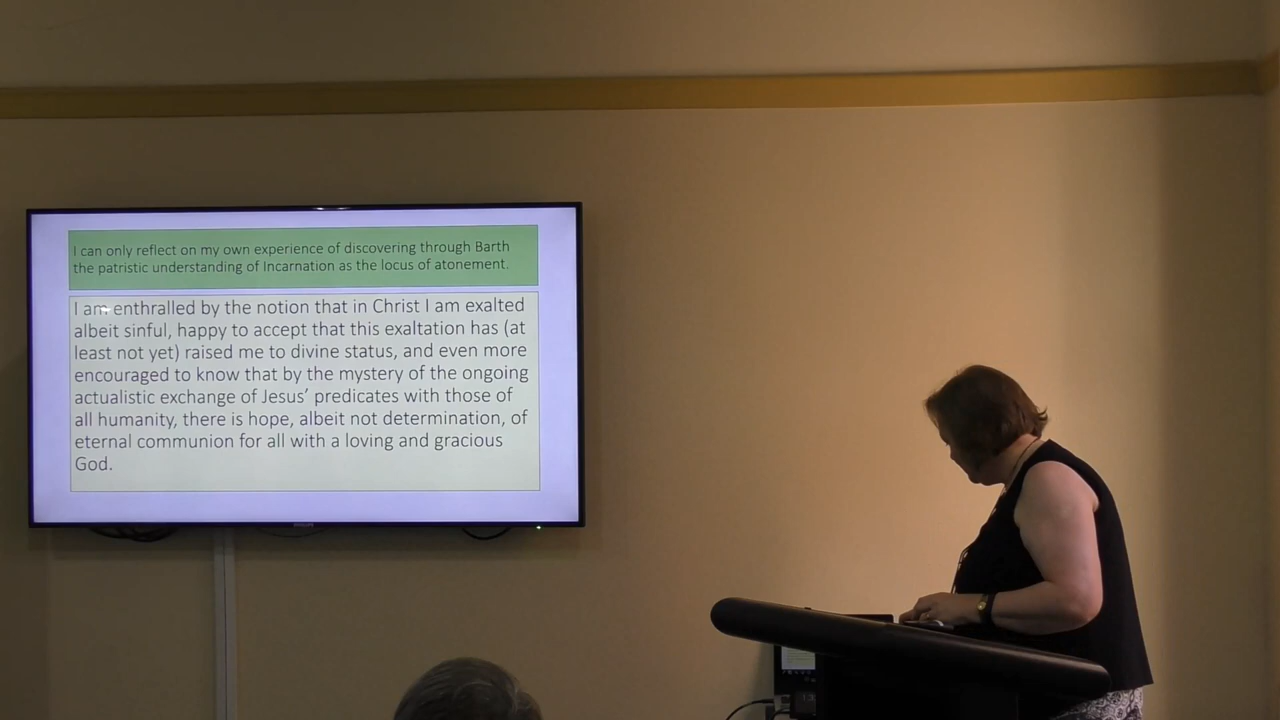 I can only reflect on my own experience of discovering through Barth
the patristic understanding of Incarnation as the locus of atonement.
I am enthralled by the notion that in Christ I am exalted
albeit sinful, happy to accept that this exaltation has (at
least not yet) raised me to divine status, and even more
encouraged to know that by the mystery of the ongoing
actualistic exchange of Jesus’ predicates with those of
all humanity, there is hope, albeit not determination, of
eternal communion for all with a loving and gracious
God.